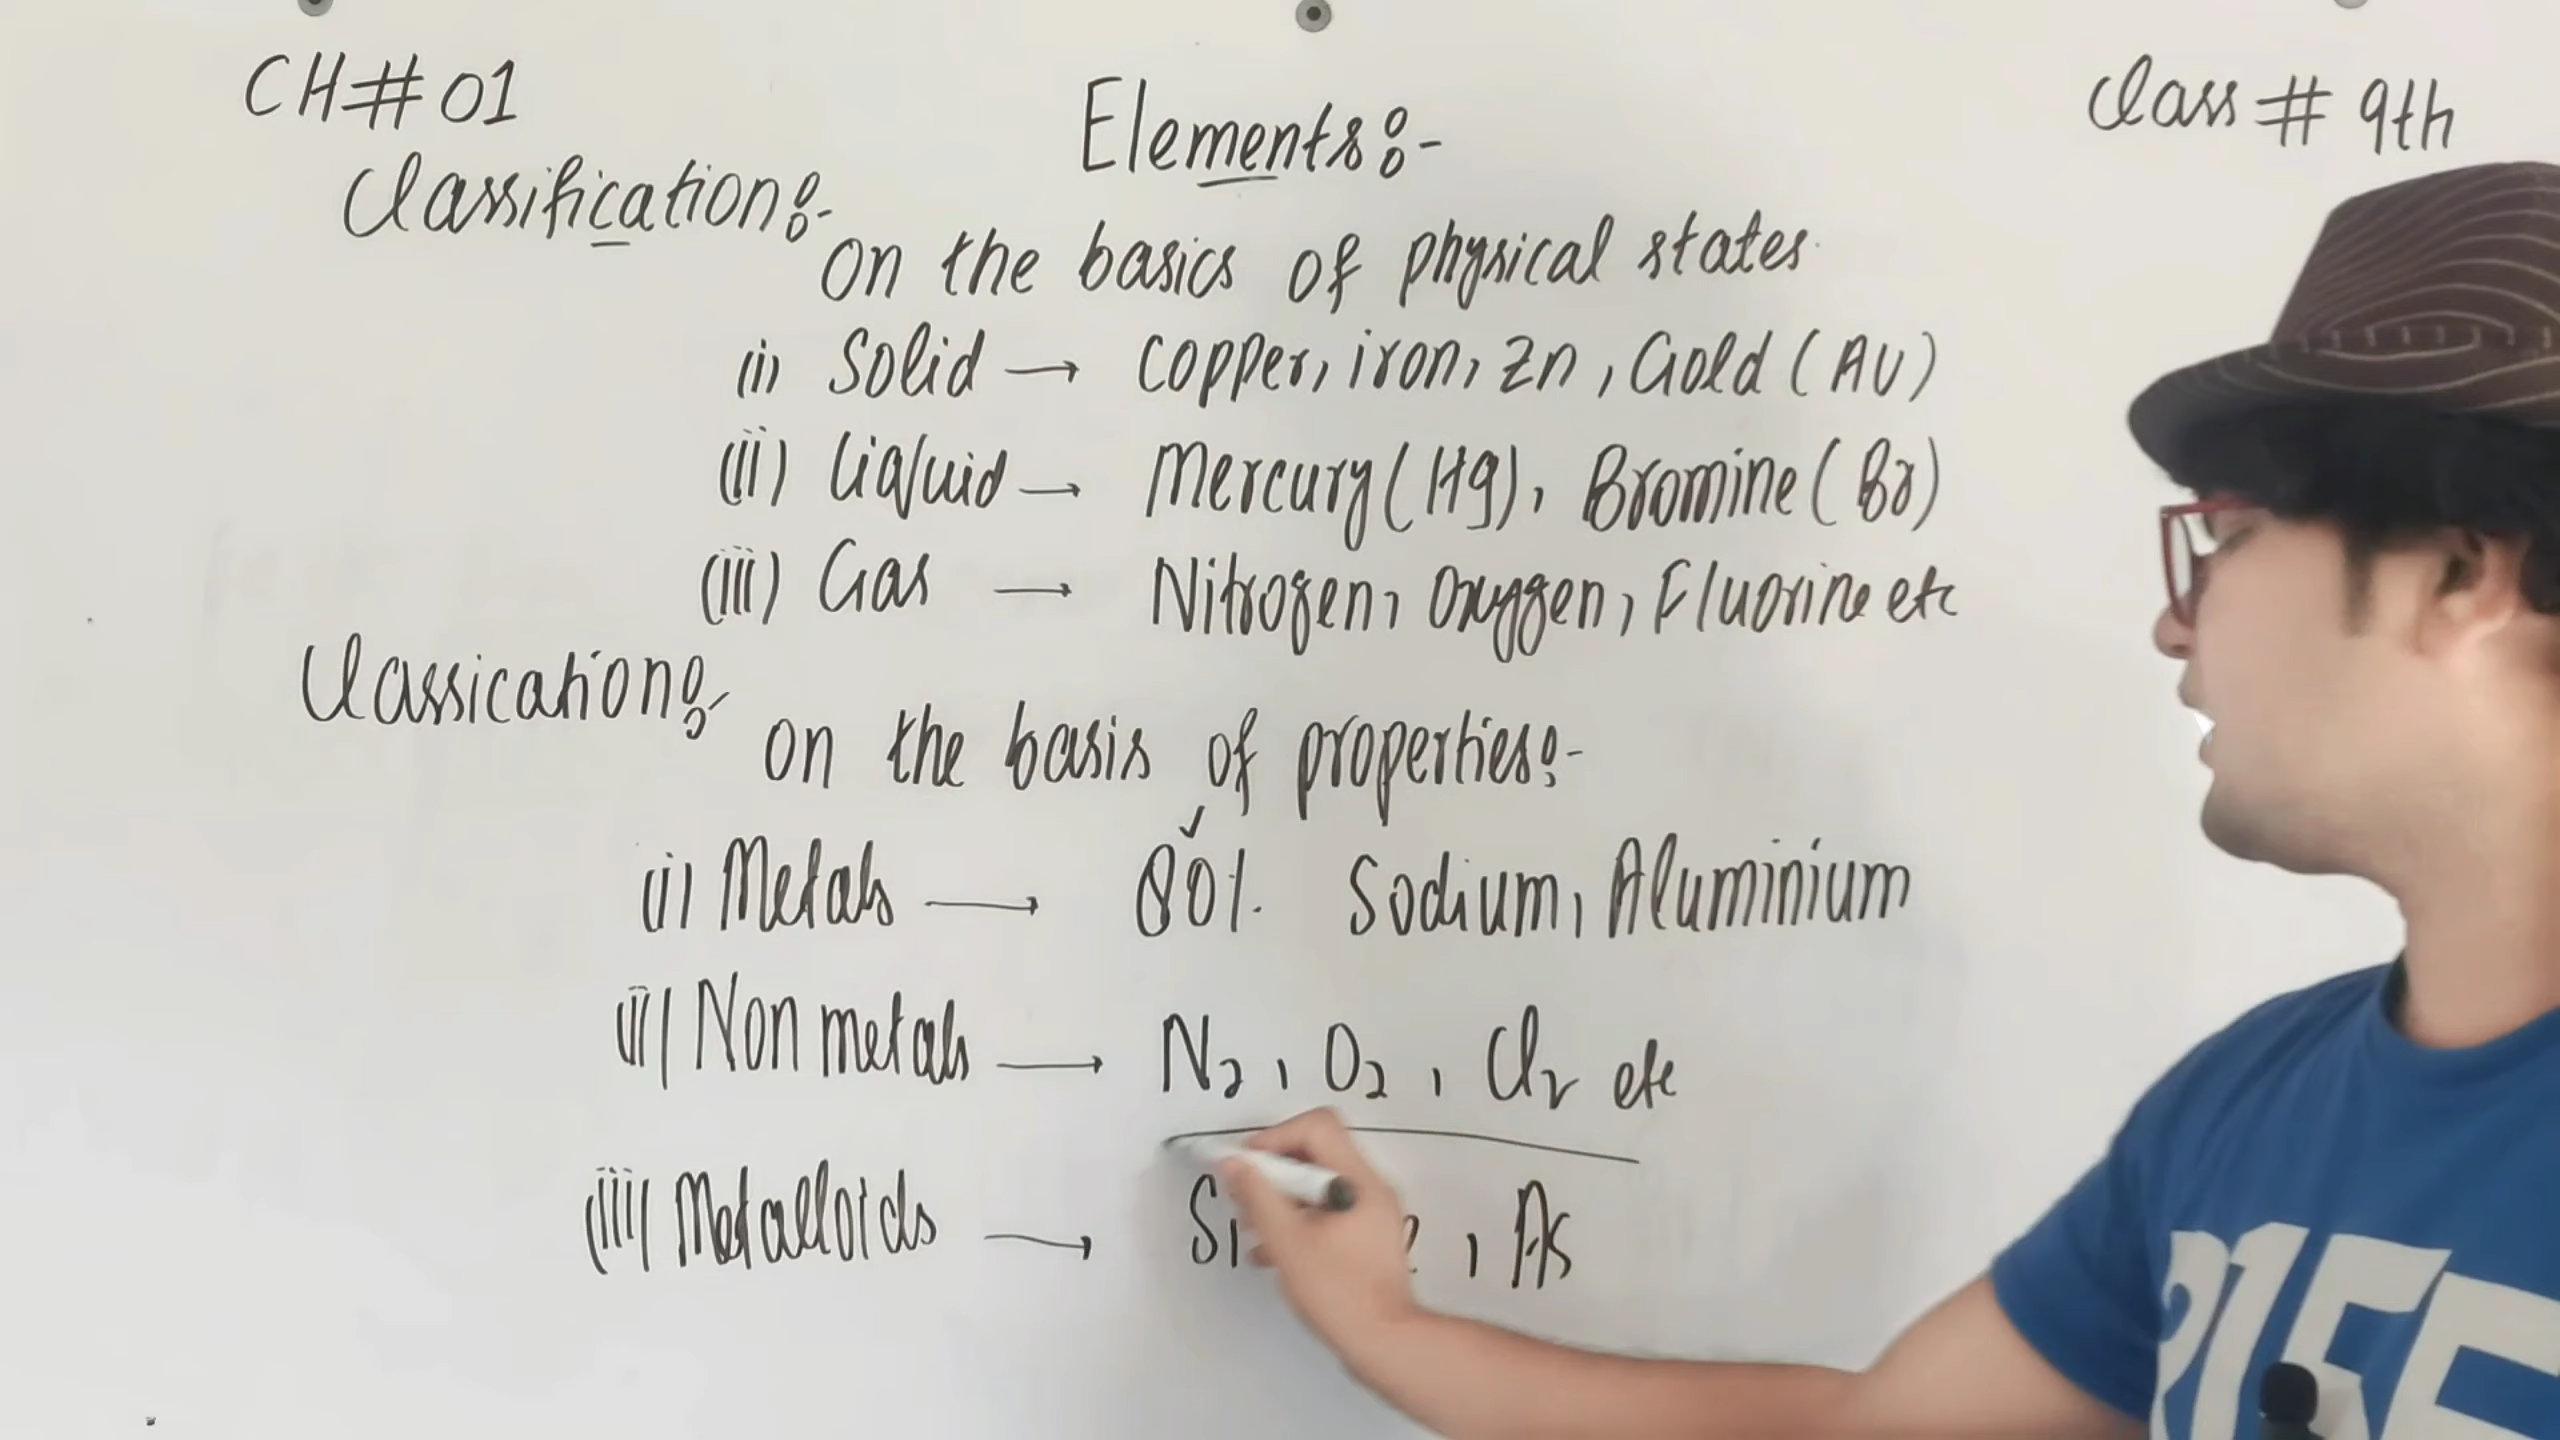 CH# 01
Elements:-
Class # 9th
Classification:-
on the basics of physical states
(i) Solid → Copper, iron, Zn, Gold (AU)
(ii) Liquid → Mercury (Hg), Bromine (Br)
(iii) Gas → Nitrogen, Oxygen, Fluorine etc
Classication:-
on the basis of properties:-
(i) Metals → 80%. Sodium, Aluminium
(ii) Non metals → N2, O2, Cl2 etc
(iii) Metalloids → Si , As